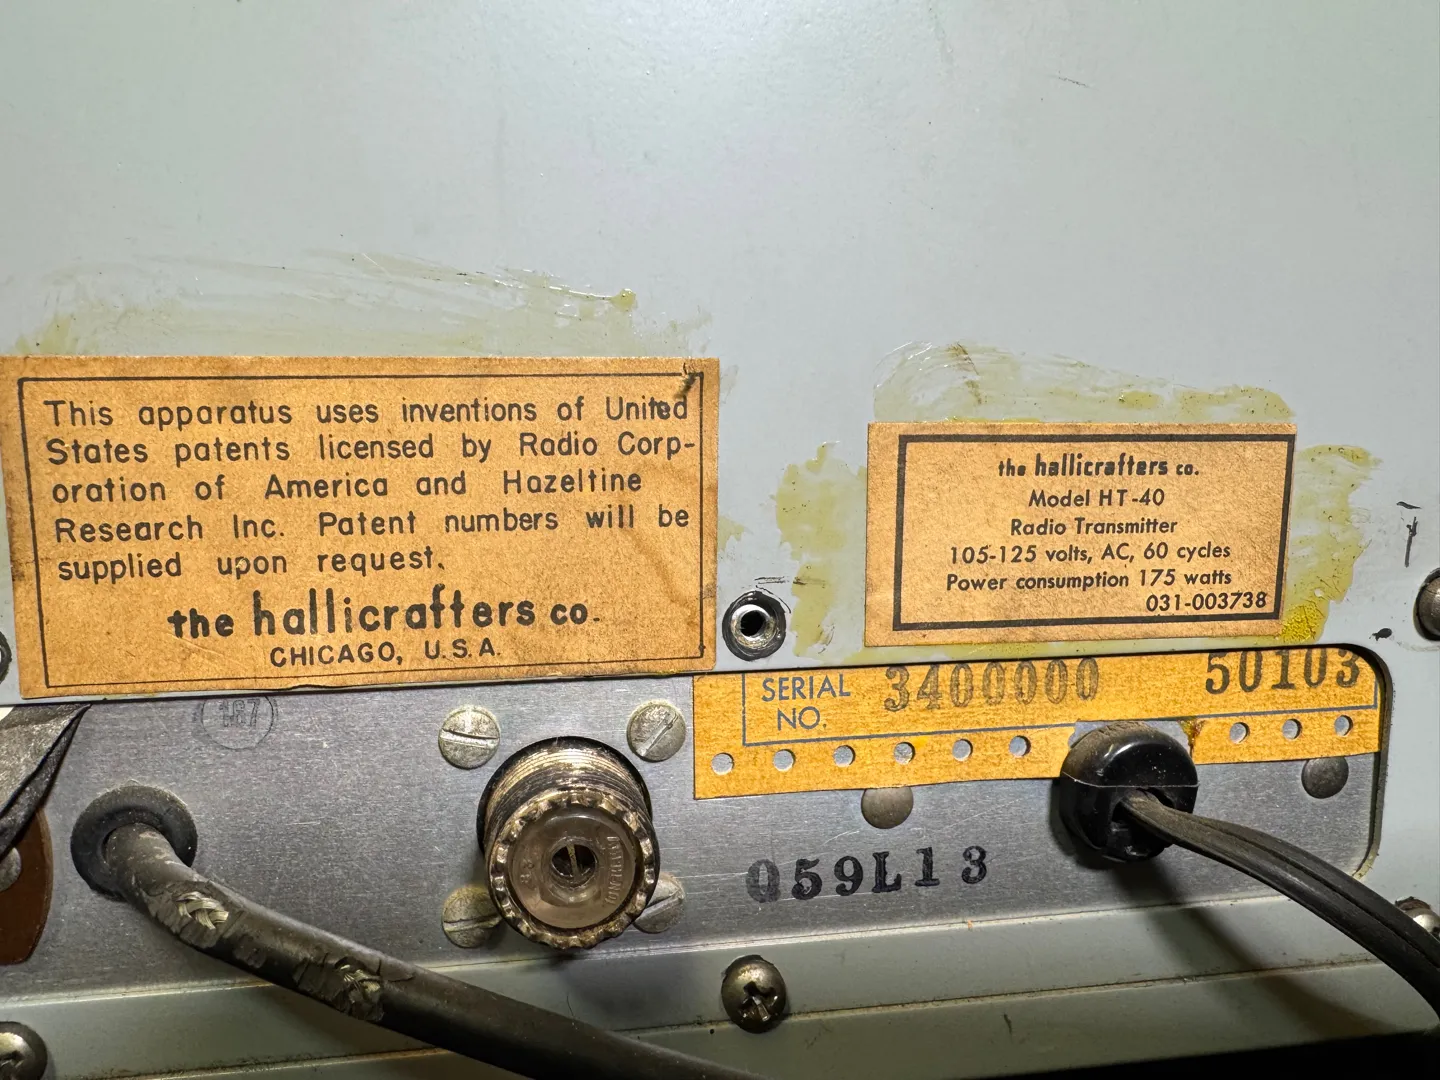 This apparatus uses inventions of United
States patents licensed by Radio Corp-
oration of America and Hazeltine
Research Inc. Patent numbers will be
supplied upon request.
the hallicrafters co.
CHICAGO, U.S.A.
the hallicrafters co.
Model HT-40
Radio Transmitter
105-125 volts, AC, 60 cycles
Power consumption 175 watts
031-003738
SERIAL NO. 3400000 50103
167
Q59L13